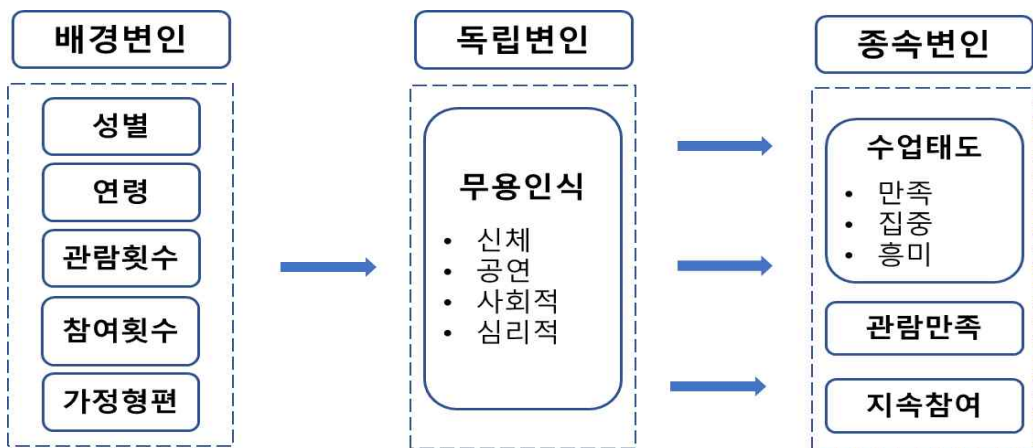 배경변인
성별
연령
관람횟수
참여횟수
가정형편
독립변인
무용인식
• 신체
• 공연
• 사회적
• 심리적
종속변인
수업태도
• 만족
• 집중
• 흥미
관람만족
지속참여